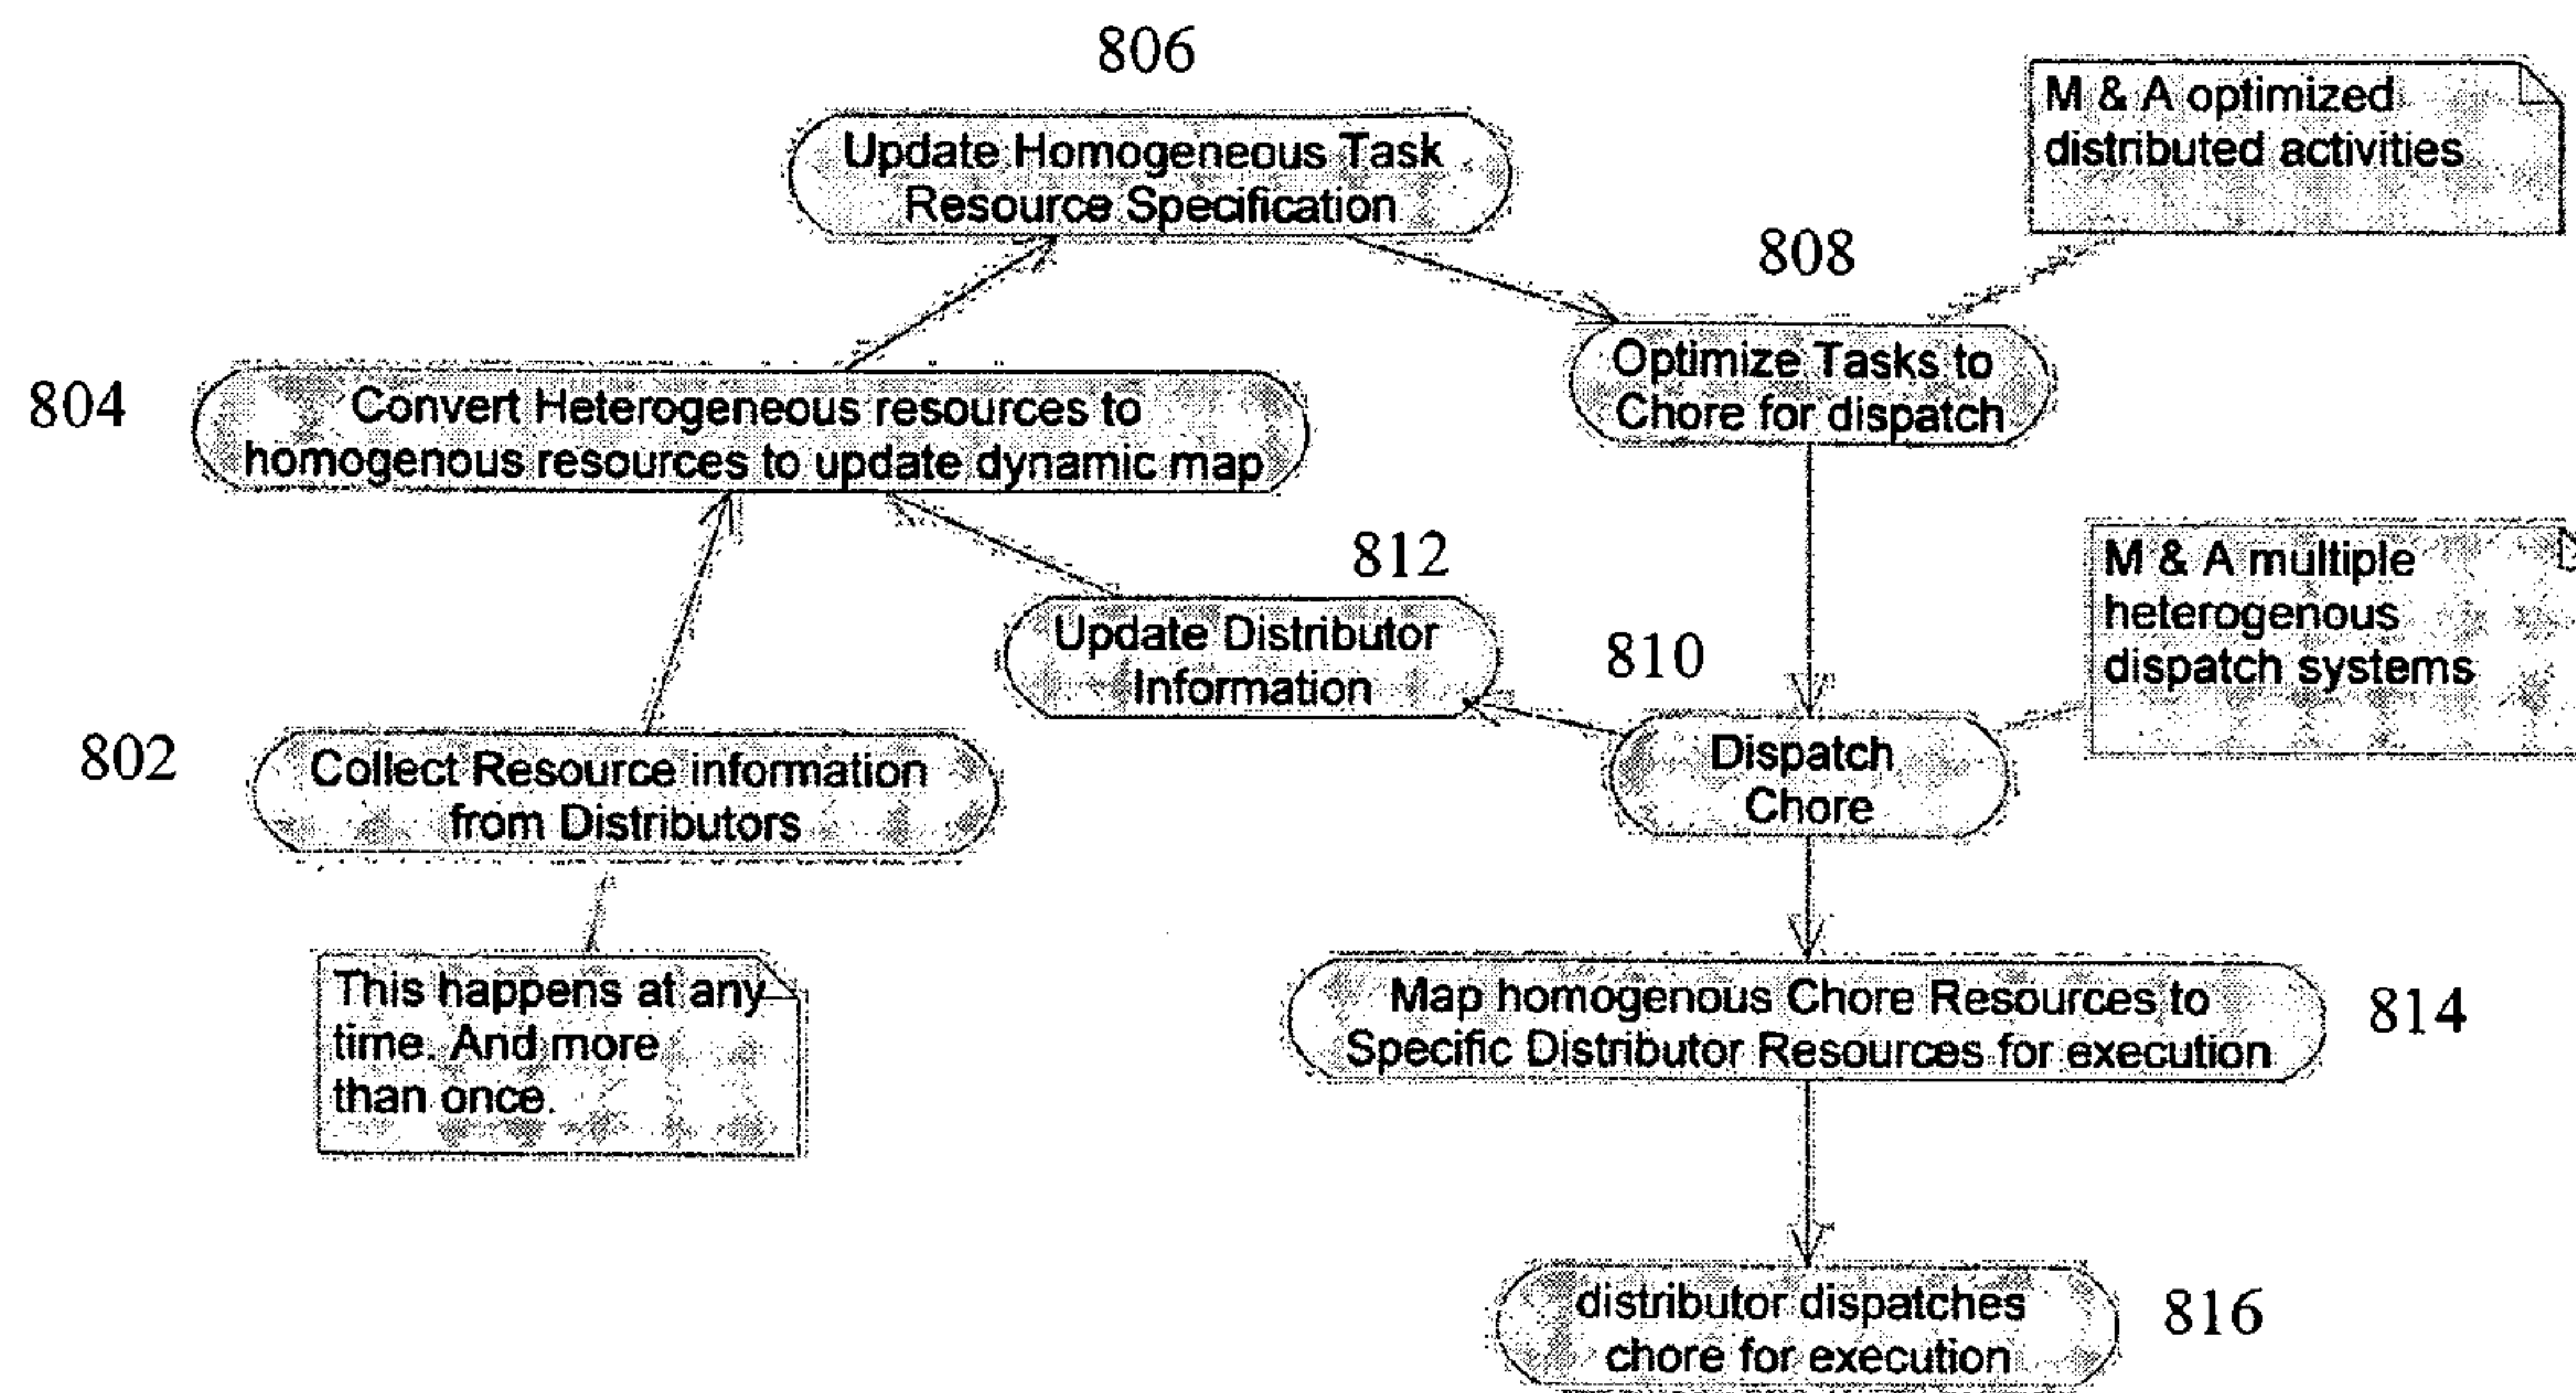 806
Update Homogeneous Task
Resource Specification
M & A optimized
distributed activities
808
Optimize Tasks to
Chore for dispatch
804
Convert Heterogeneous resources to
homogenous resources to update dynamic map
812
Update Distributor
Information
M & A multiple
heterogenous
dispatch systems
810
Dispatch
Chore
802
Collect Resource information
from Distributors
This happens at any
time. And more
than once.
Map homogenous Chore Resources to
Specific Distributor Resources for execution
814
distributor dispatches
chore for execution
816